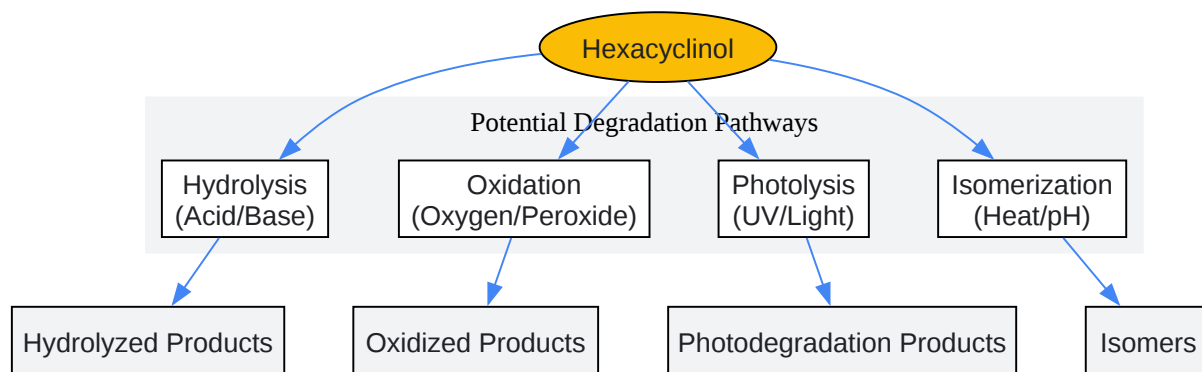 Hexacyclinol
Potential Degradation Pathways
Hydrolysis
(Acid/Base)
Oxidation
(Oxygen/Peroxide)
Photolysis
(UV/Light)
Isomerization
(Heat/pH)
Hydrolyzed Products
Oxidized Products
Photodegradation Products
Isomers